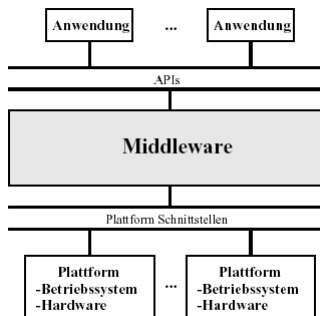 Anwendung ... Anwendung
APIs
Middleware
Plattform Schnittstellen
Plattform ... Plattform
-Betriebssystem -Betriebssystem
-Hardware -Hardware